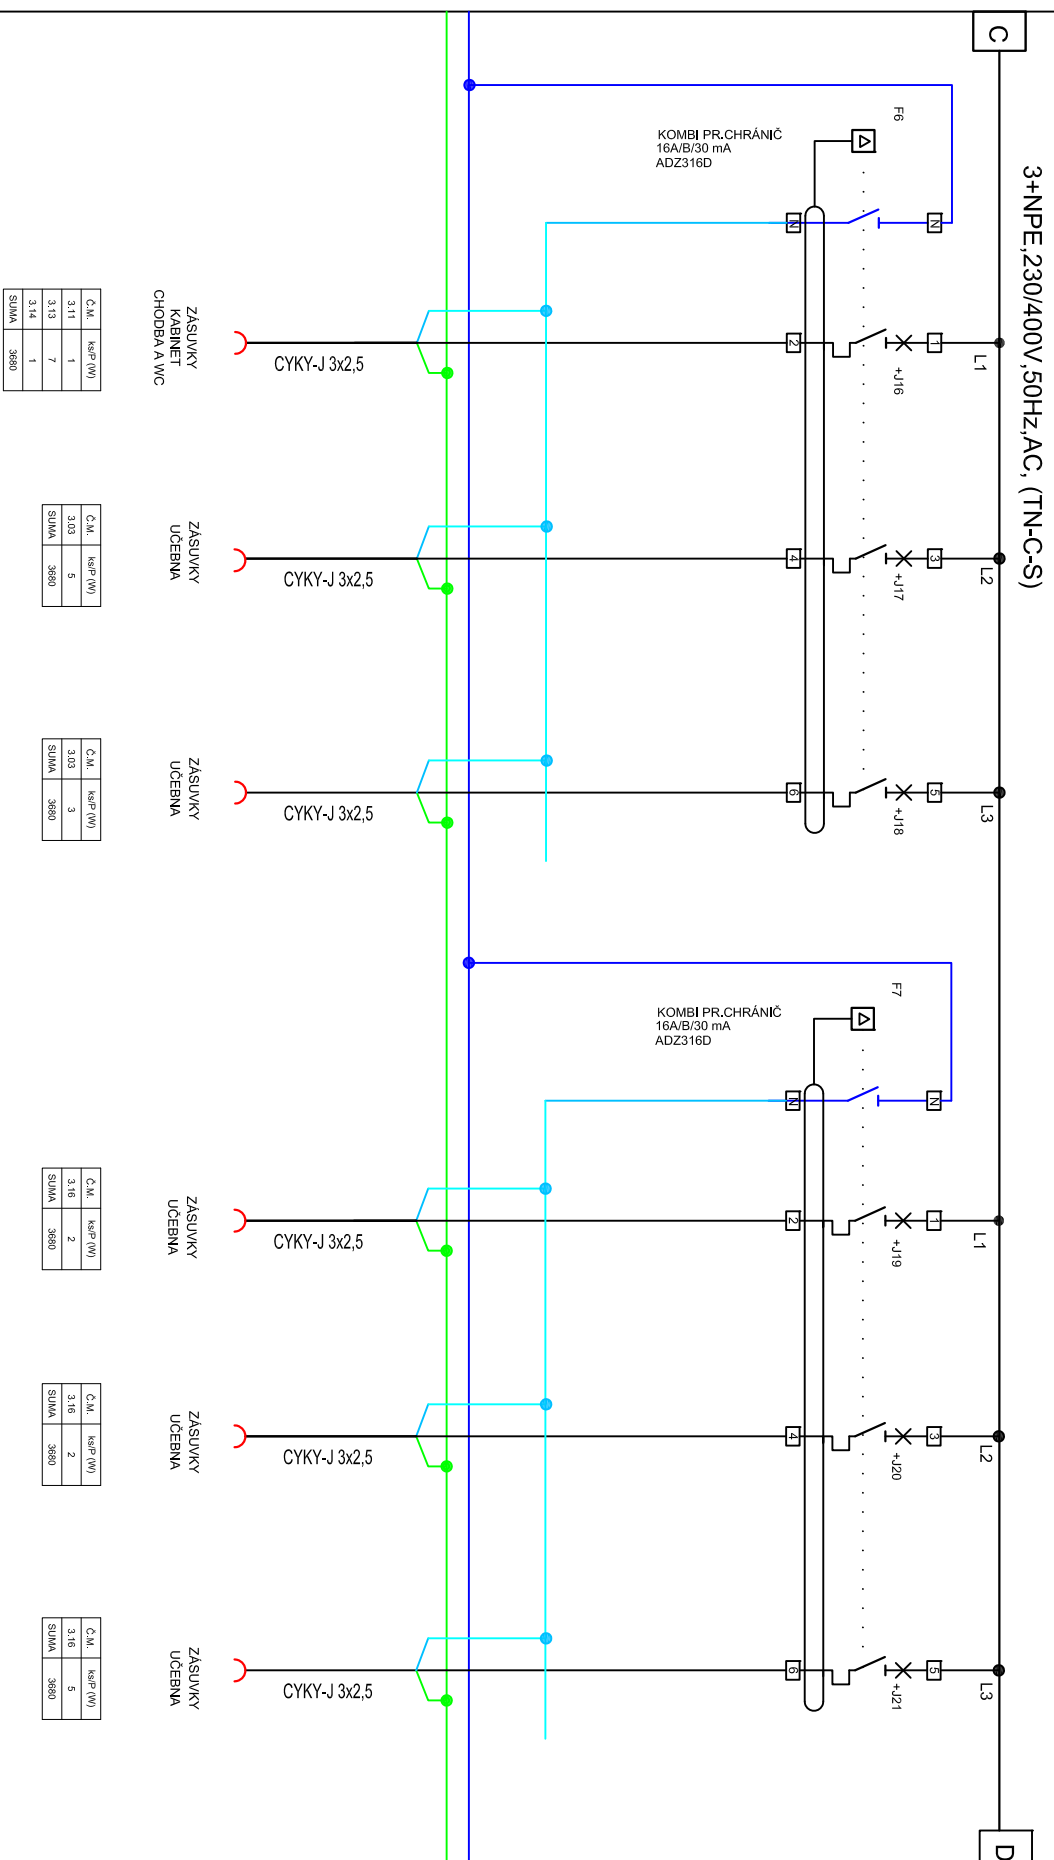 C
3+NPE,230/400V,50Hz,AC, (TN-C-S)
F6
KOMBI PR.CHRÁNIČ
16A/B/30 mA
ADZ316D
N
N
L1
1
+J16
2
CYKY-J 3x2,5
ZÁSUVKY
KABINET
CHODBA A WC
Č.M. ks/P (W)
3.11 1
3.13 7
3.14 1
SUMA 3680
L2
3
+J17
4
CYKY-J 3x2,5
ZÁSUVKY
UČEBNA
Č.M. ks/P (W)
3.03 5
SUMA 3680
L3
5
+J18
6
CYKY-J 3x2,5
ZÁSUVKY
UČEBNA
Č.M. ks/P (W)
3.03 3
SUMA 3680
F7
KOMBI PR.CHRÁNIČ
16A/B/30 mA
ADZ316D
N
N
L1
1
+J19
2
CYKY-J 3x2,5
ZÁSUVKY
UČEBNA
Č.M. ks/P (W)
3.16 2
SUMA 3680
L2
3
+J20
4
CYKY-J 3x2,5
ZÁSUVKY
UČEBNA
Č.M. ks/P (W)
3.16 2
SUMA 3680
L3
5
+J21
6
CYKY-J 3x2,5
ZÁSUVKY
UČEBNA
Č.M. ks/P (W)
3.16 5
SUMA 3680
D